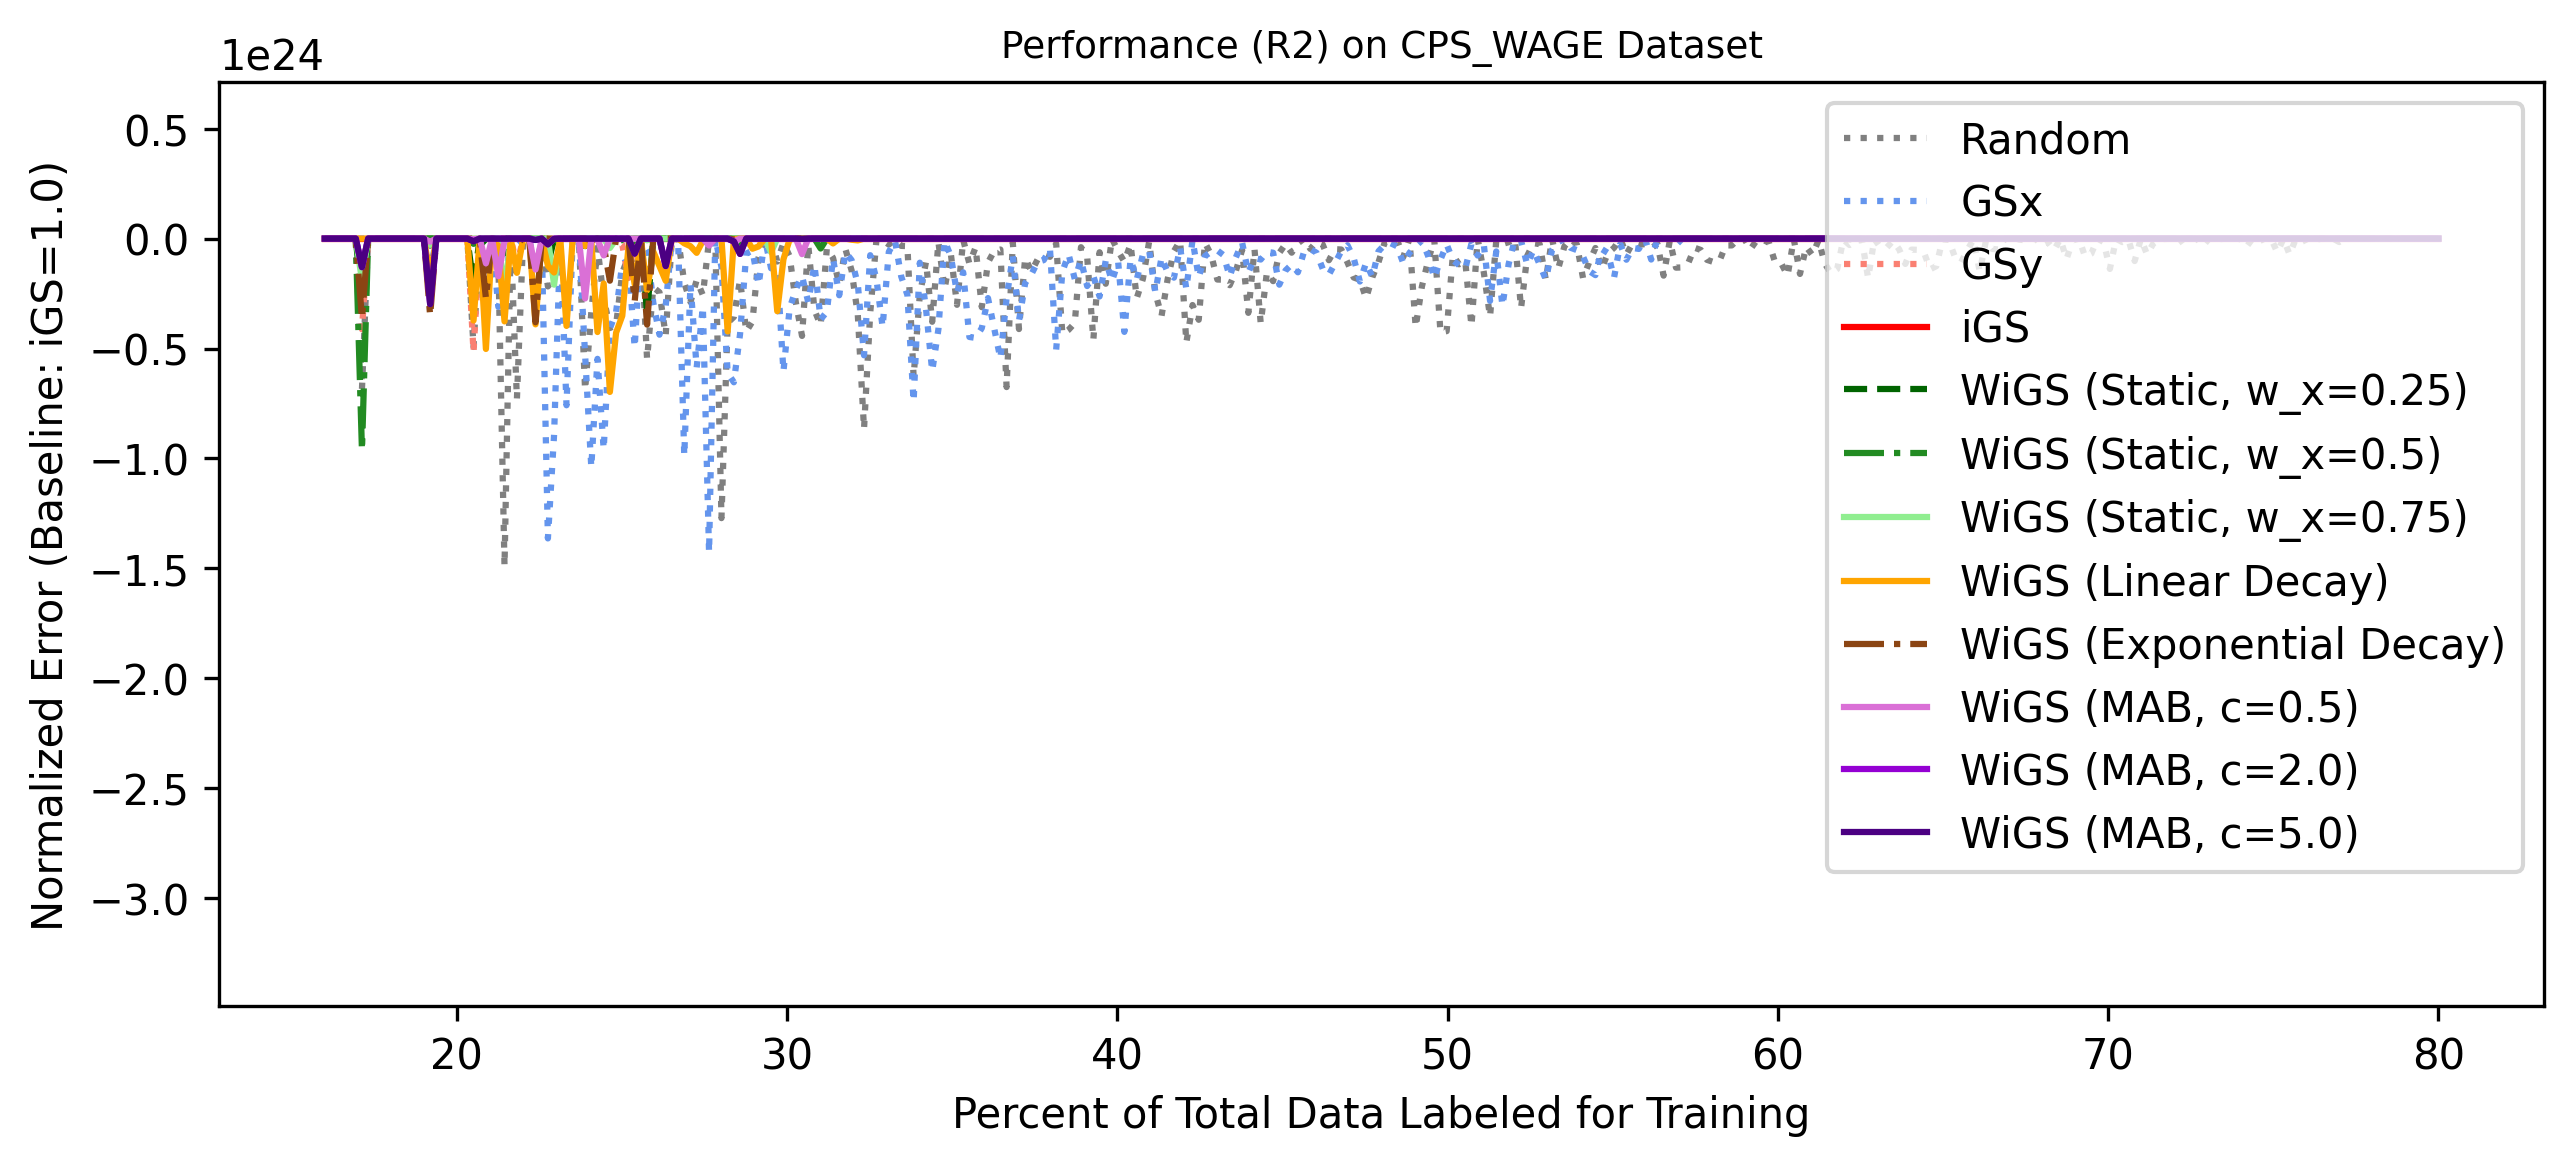 Performance (R2) on CPS_WAGE Dataset
1e24
Normalized Error (Baseline: iGS=1.0)
0.5
0.0
−0.5
−1.0
−1.5
−2.0
−2.5
−3.0
Random
GSx
GSy
iGS
WiGS (Static, w_x=0.25)
WiGS (Static, w_x=0.5)
WiGS (Static, w_x=0.75)
WiGS (Linear Decay)
WiGS (Exponential Decay)
WiGS (MAB, c=0.5)
WiGS (MAB, c=2.0)
WiGS (MAB, c=5.0)
20 30 40 50 60 70 80
Percent of Total Data Labeled for Training